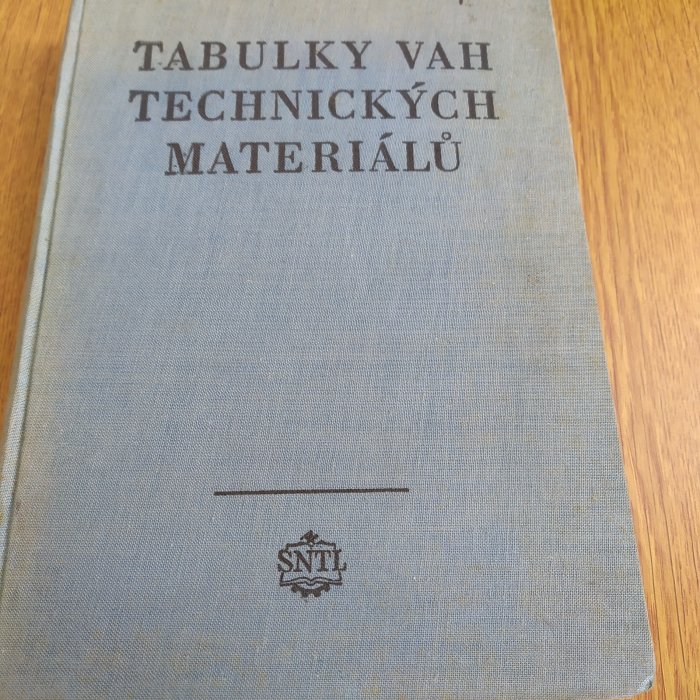 TABULKY VAH
TECHNICKÝCH
MATERIÁLŮ
SNTL